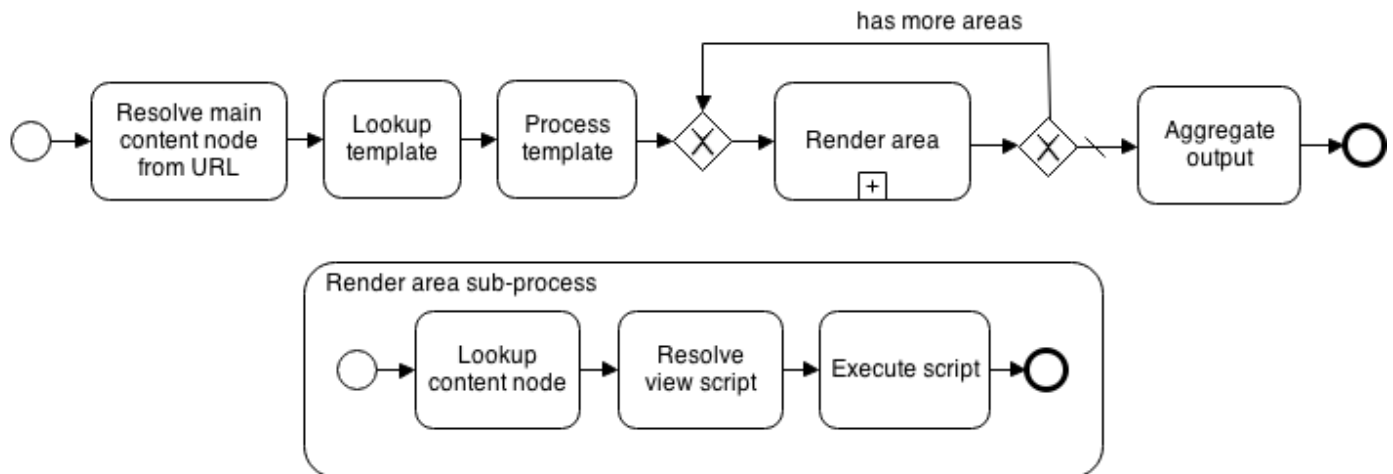 has more areas
Resolve main
content node
from URL
Lookup
template
Process
template
X
Render area
+
X
Aggregate
output
Render area sub-process
Lookup
content node
Resolve
view script
Execute script